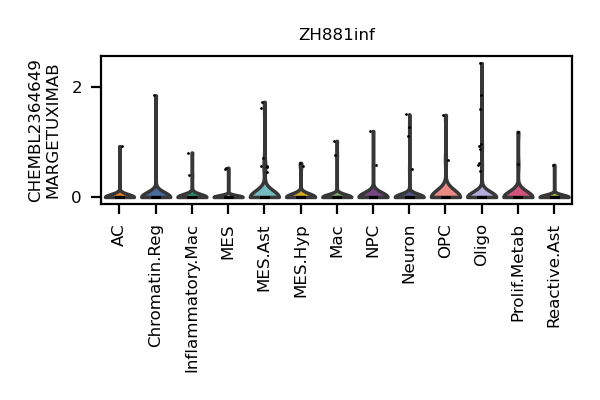 ZH881inf
CHEMBL2364649
MARGETUXIMAB
2
0
AC
Chromatin.Reg
Inflammatory.Mac
MES
MES.Ast
MES.Hyp
Mac
NPC
Neuron
OPC
Oligo
Prolif.Metab
Reactive.Ast